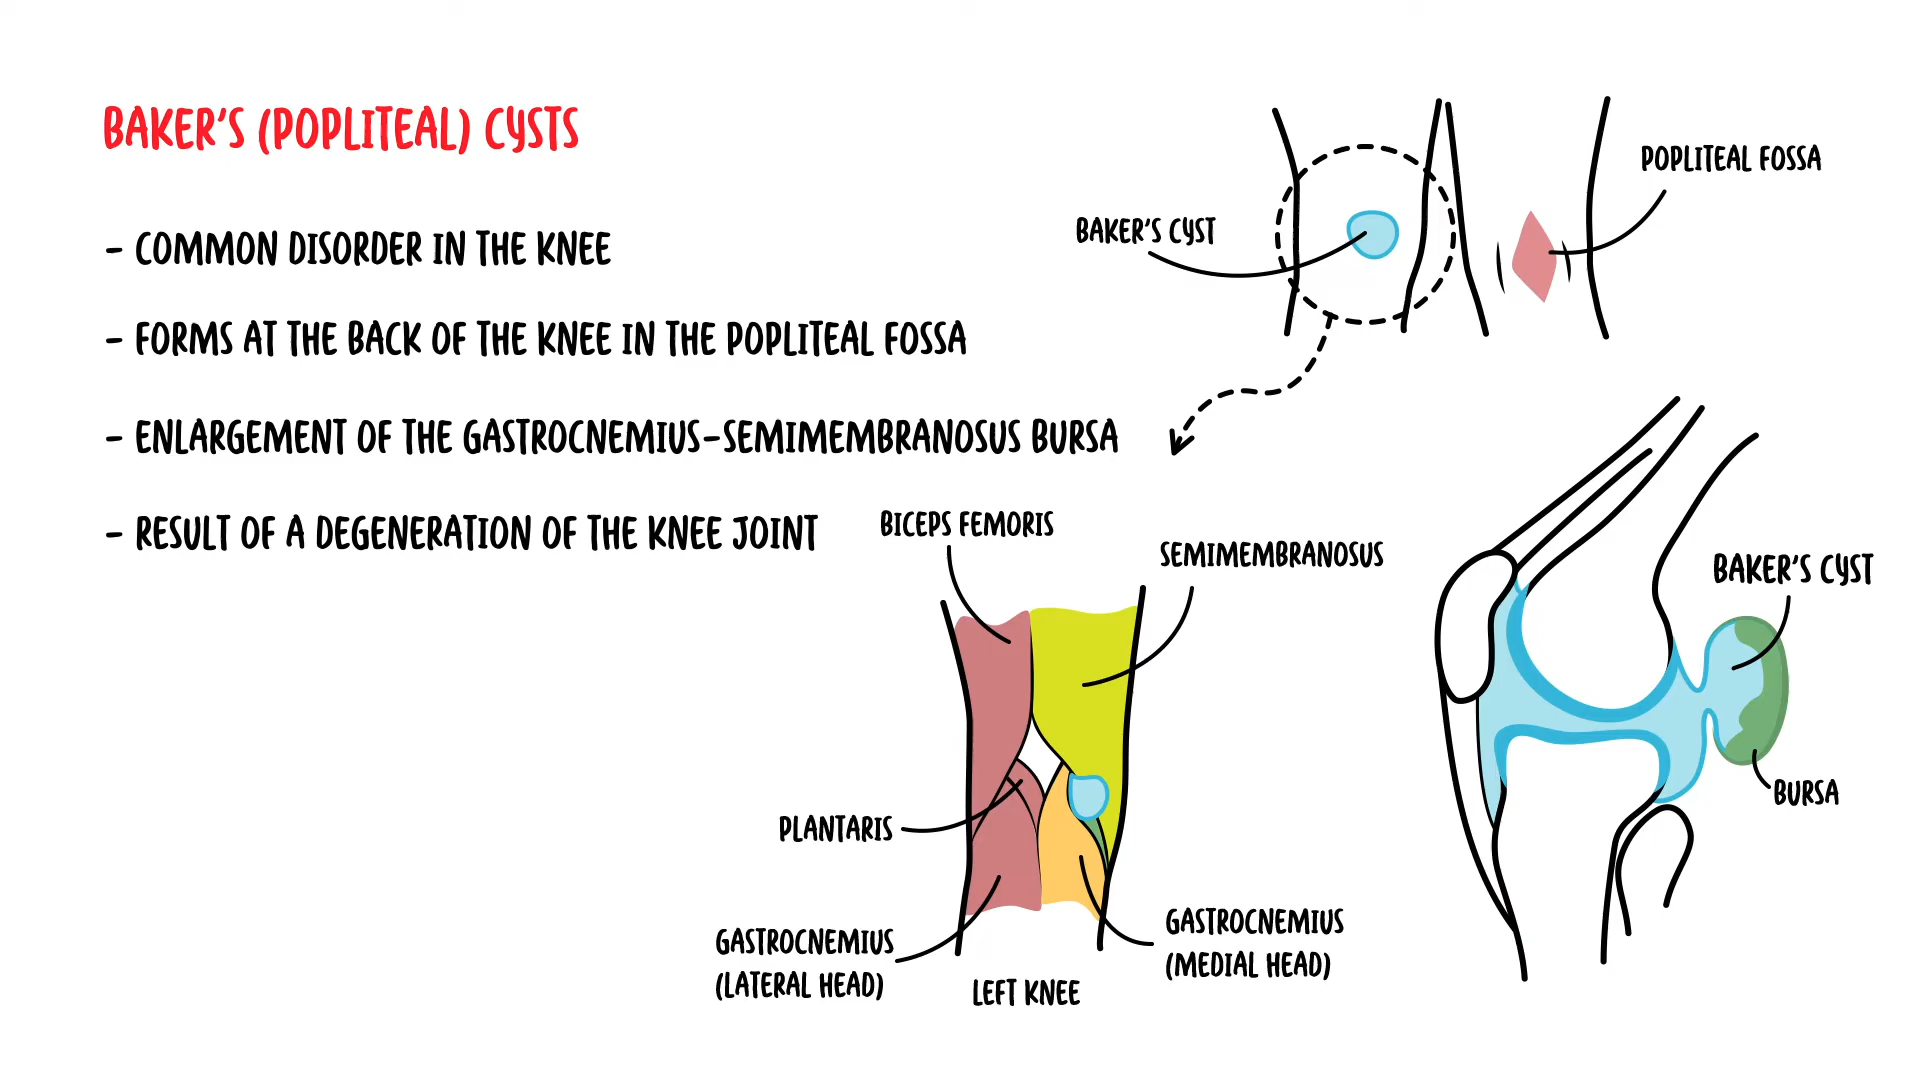 BAKER'S (POPLITEAL) CYSTS
- COMMON DISORDER IN THE KNEE
- FORMS AT THE BACK OF THE KNEE IN THE POPLITEAL FOSSA
- ENLARGEMENT OF THE GASTROCNEMIUS-SEMIMEMBRANOSUS BURSA
- RESULT OF A DEGENERATION OF THE KNEE JOINT
POPLITEAL FOSSA
BAKER'S CYST
BICEPS FEMORIS
SEMIMEMBRANOSUS
PLANTARIS
GASTROCNEMIUS
(LATERAL HEAD)
GASTROCNEMIUS
(MEDIAL HEAD)
LEFT KNEE
BAKER'S CYST
BURSA